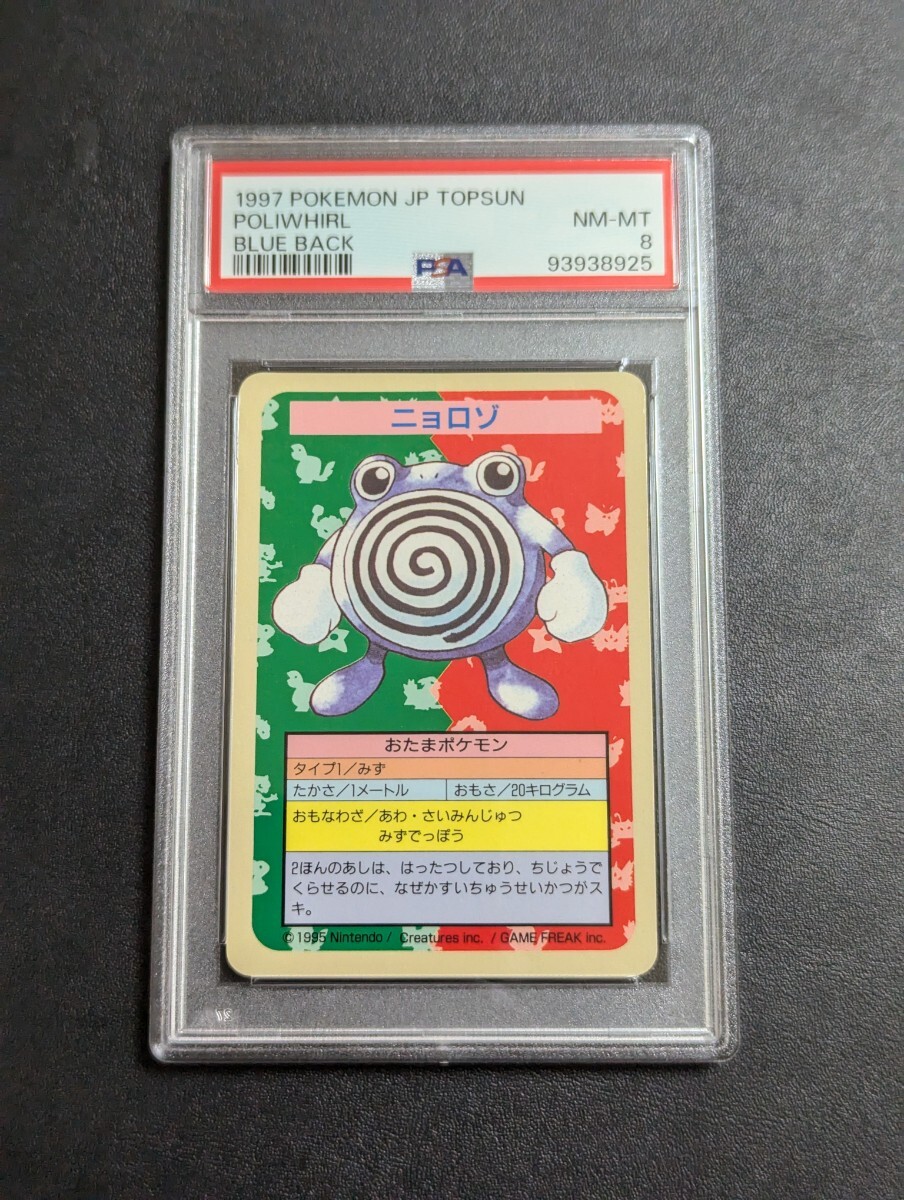 1997 POKEMON JP TOPSUN
POLIWHIRL NM-MT
BLUE BACK 8
PSA 93938925
ニョロゾ
おたまポケモン
タイプ1/みず
たかさ/1メートル おもさ/20キログラム
おもなわざ/あわ・さいみんじゅつ
みずでっぽう
2ほんのあしは、はったつしており、ちじょうで
くらせるのに、なぜかすいちゅうせいかつがス
キ。
©1995 Nintendo / Creatures inc. / GAME FREAK inc.